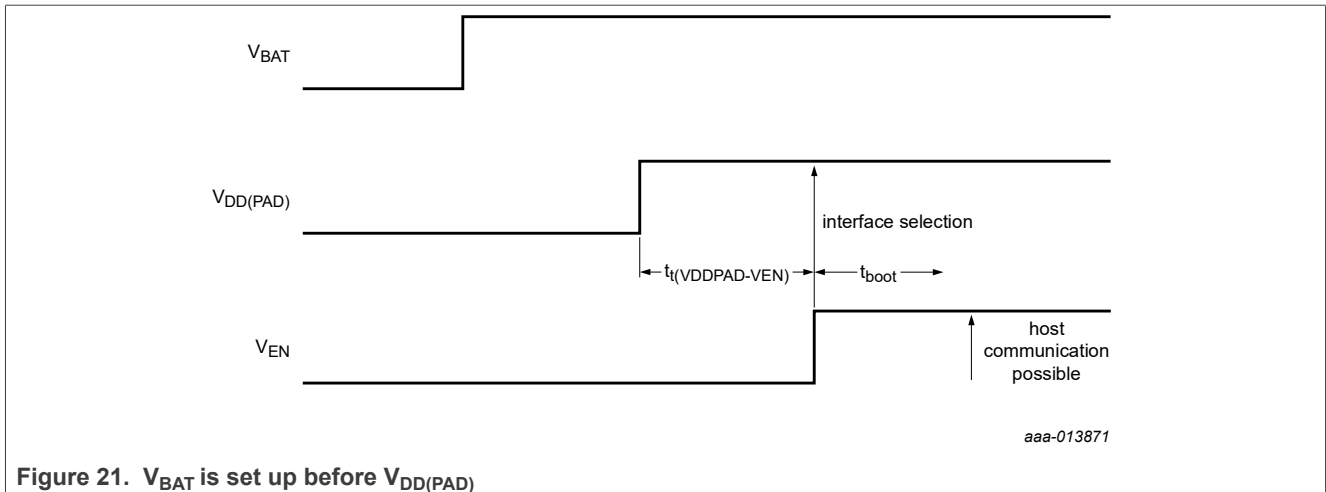 VBAT
VDD(PAD)
interface selection
tt(VDDPAD-VEN)
tboot
VEN
host
communication
possible
aaa-013871
Figure 21. VBAT is set up before VDD(PAD)